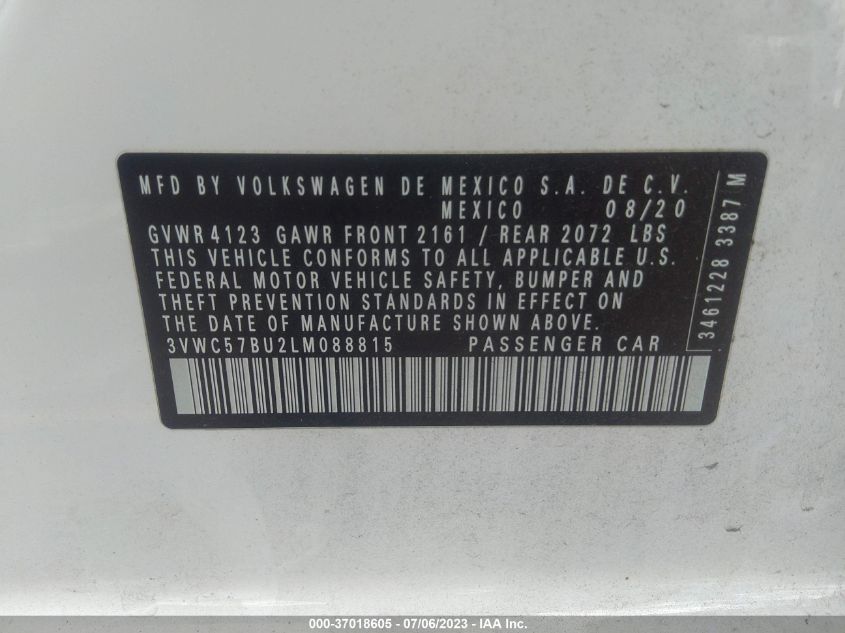 MFD BY VOLKSWAGEN DE MEXICO S.A. DE C.V.
MEXICO 08/20
GVWR 4123 GAWR FRONT 2161 / REAR 2072 LBS
THIS VEHICLE CONFORMS TO ALL APPLICABLE U.S.
FEDERAL MOTOR VEHICLE SAFETY, BUMPER AND
THEFT PREVENTION STANDARDS IN EFFECT ON
THE DATE OF MANUFACTURE SHOWN ABOVE.
3VWC57BU2LM088815 PASSENGER CAR
3461228 3387 M
000-37018605 - 07/06/2023 - IAA Inc.